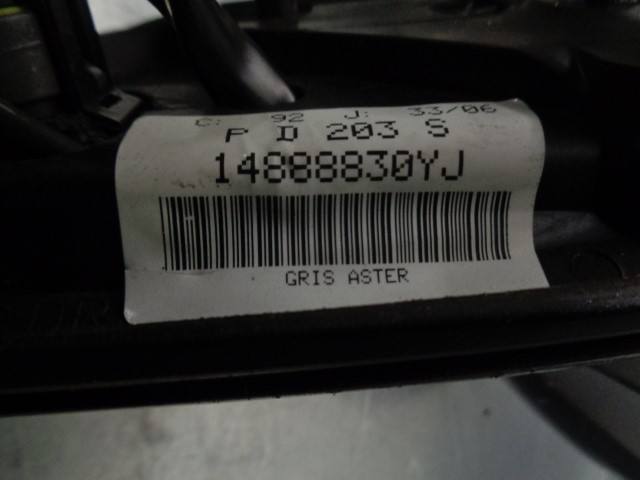 C: 92 J: 33/06
P D 203 S
14888830YJ
GRIS ASTER